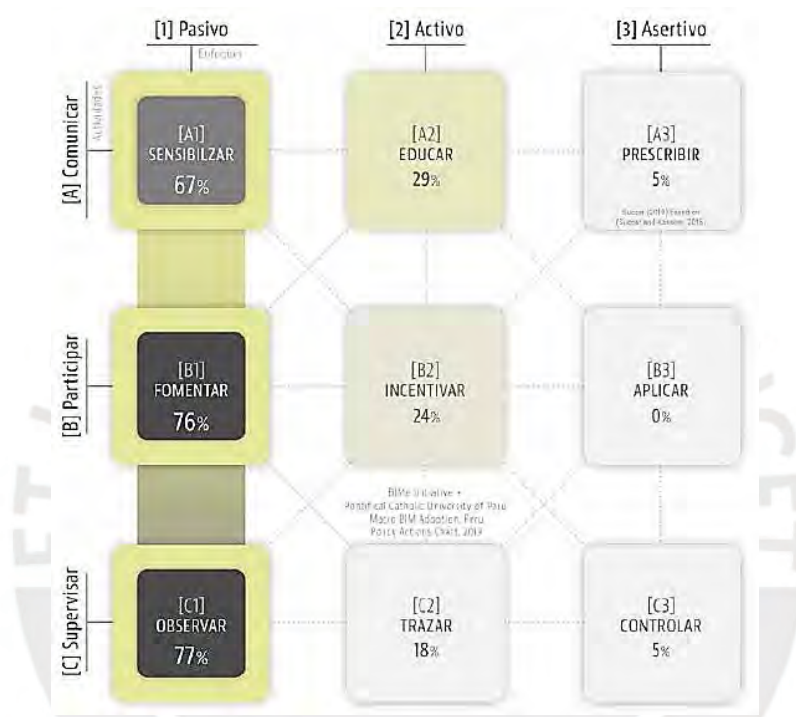 [1] Pasivo
[2] Activo
[3] Asertivo
Enfoques
Actividades
[A] Comunicar
[A1]
SENSIBILZAR
67%
[A2]
EDUCAR
29%
[A3]
PRESCRIBIR
5%
[B] Participar
[B1]
FOMENTAR
76%
[B2]
INCENTIVAR
24%
[B3]
APLICAR
0%
BIMe Initiative +
Pontifical Catholic University of Peru
Macro BIM Adoption, Peru
Policy Actions Chart, 2019
[C] Supervisar
[C1]
OBSERVAR
77%
[C2]
TRAZAR
18%
[C3]
CONTROLAR
5%